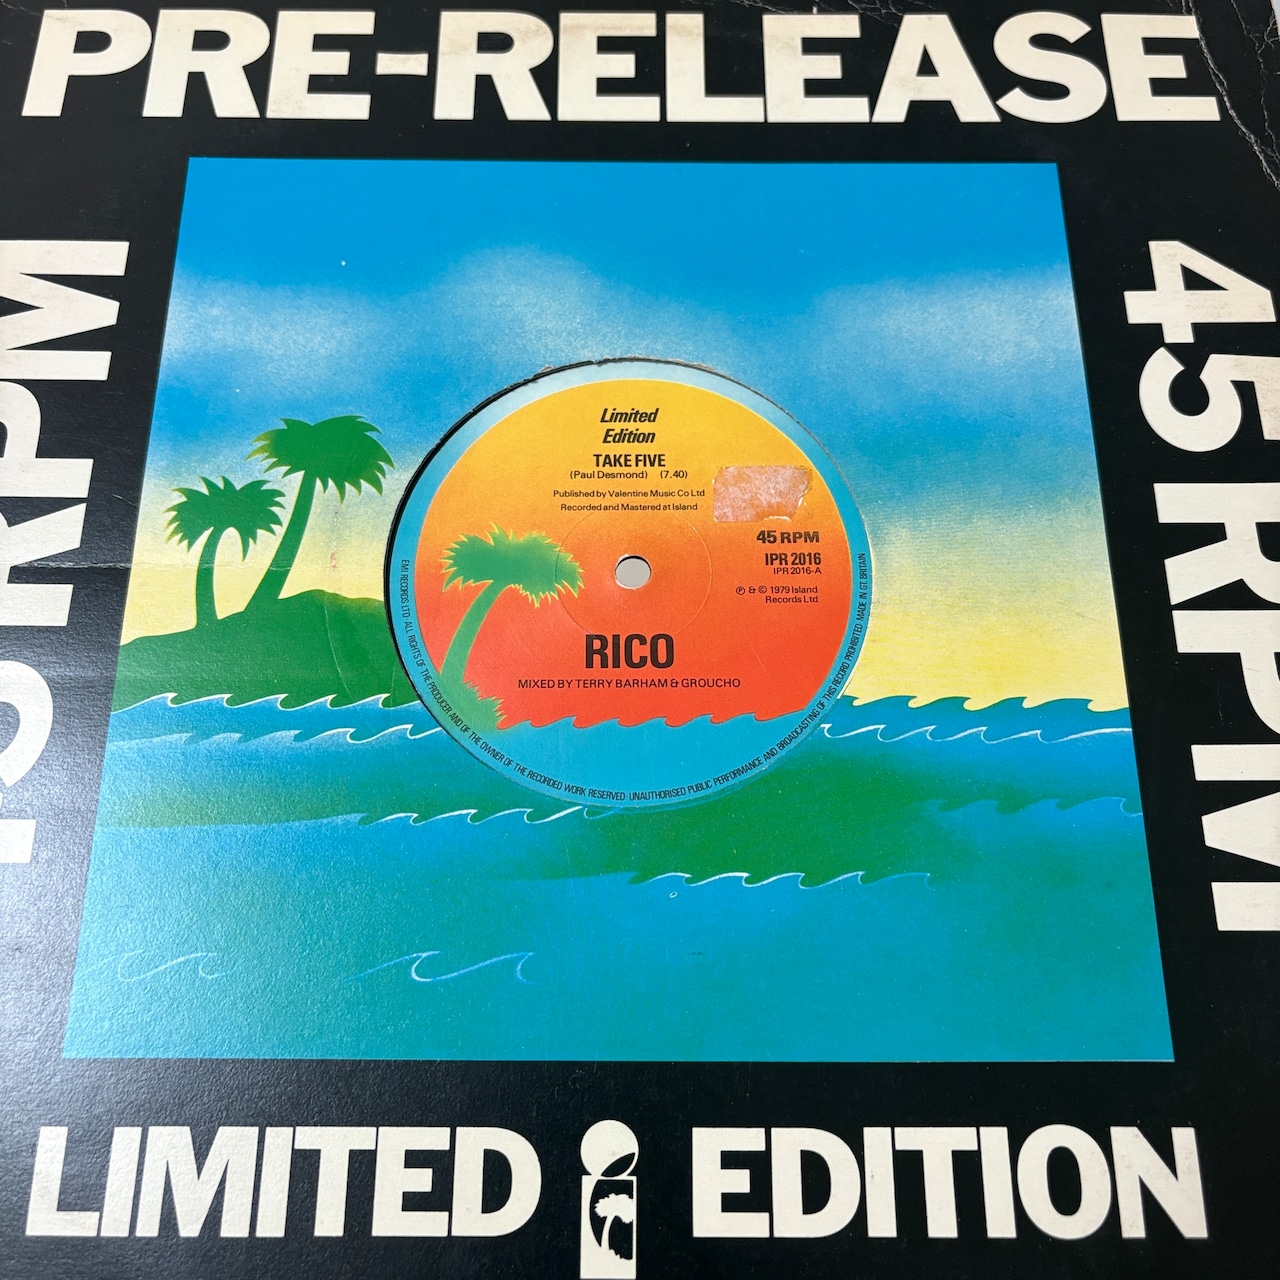 PRE-RELEASE
45 RPM
45 RPM
Limited
Edition
TAKE FIVE
(Paul Desmond) (7.40)
Published by Valentine Music Co Ltd
Recorded and Mastered at Island
45 RPM
IPR 2016
IPR 2016-A
℗ & © 1979 Island
Records Ltd
RICO
MIXED BY TERRY BARHAM & GROUCHO
EMI RECORDS LTD · ALL RIGHTS OF THE PRODUCER AND OF THE OWNER OF THE RECORDED WORK RESERVED · UNAUTHORISED PUBLIC PERFORMANCE AND BROADCASTING OF THIS RECORD PROHIBITED MADE IN GT. BRITAIN
LIMITED i EDITION